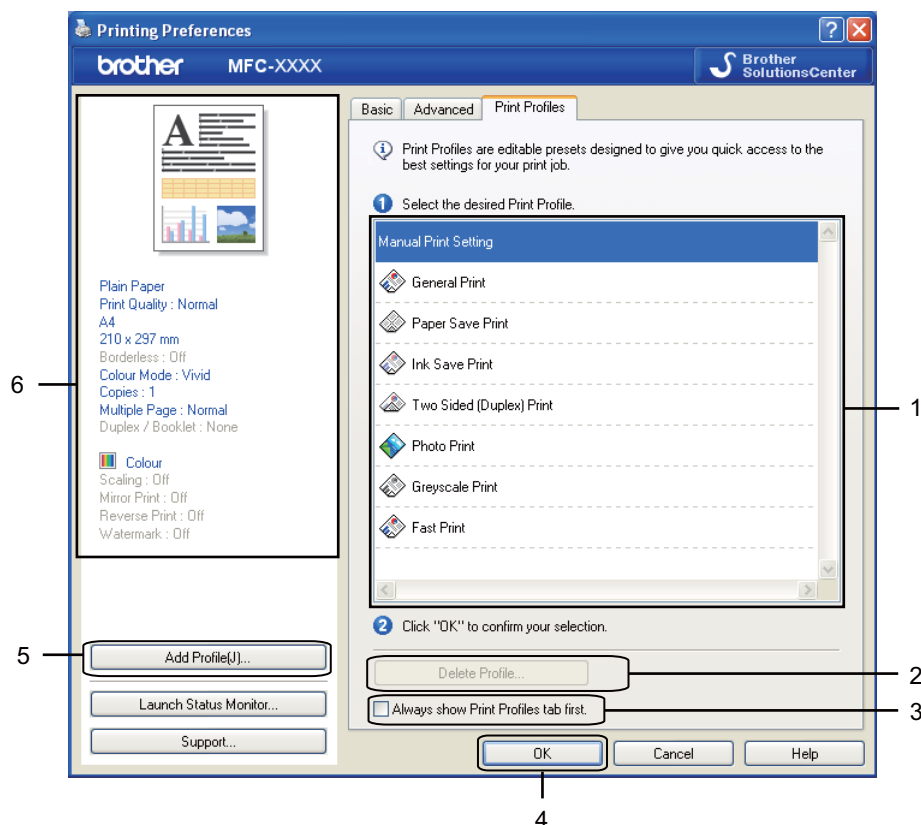 Printing Preferences
brother MFC-XXXX
Brother
SolutionsCenter
A
Plain Paper
Print Quality : Normal
A4
210 x 297 mm
Borderless : Off
Colour Mode : Vivid
Copies : 1
Multiple Page : Normal
Duplex / Booklet : None
Colour
Scaling : Off
Mirror Print : Off
Reverse Print : Off
Watermark : Off
6
Add Profile(J)...
5
Launch Status Monitor...
Support...
Basic Advanced Print Profiles
Print Profiles are editable presets designed to give you quick access to the
best settings for your print job.
1 Select the desired Print Profile.
Manual Print Setting
General Print
Paper Save Print
Ink Save Print
Two Sided (Duplex) Print
Photo Print
Greyscale Print
Fast Print
1
2 Click "OK" to confirm your selection.
Delete Profile...
2
Always show Print Profiles tab first.
3
OK Cancel Help
4